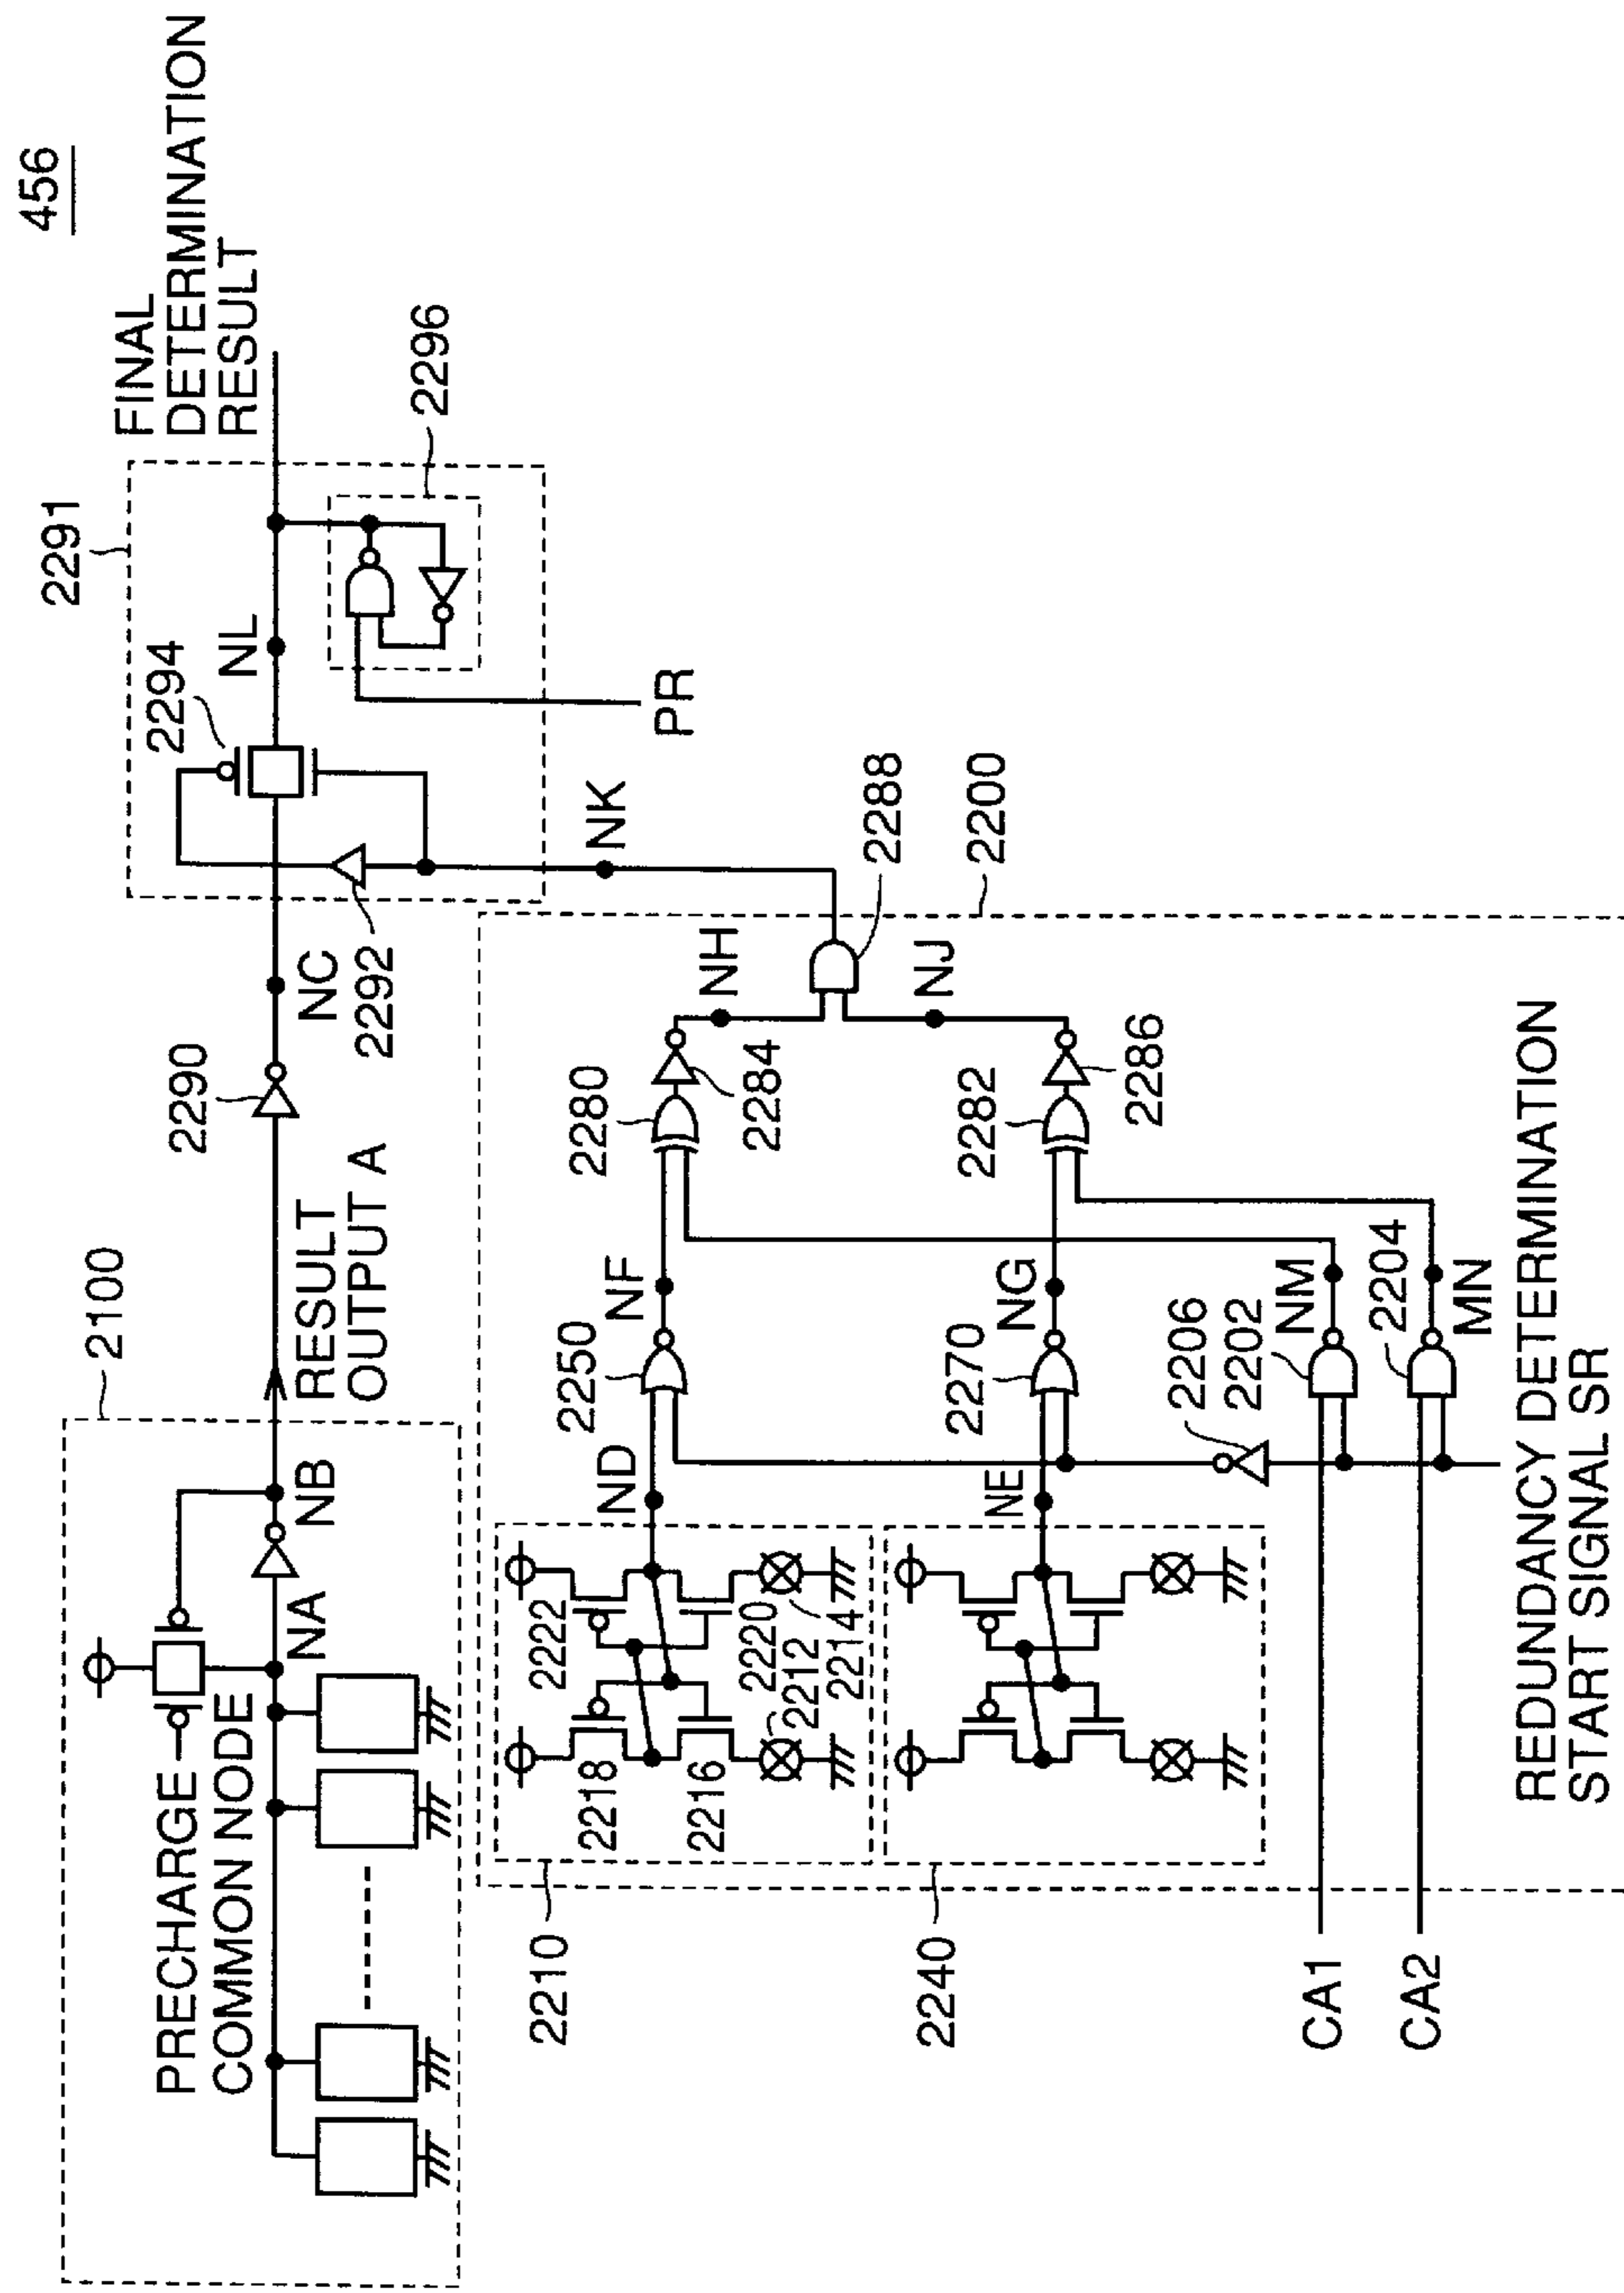 456
FINAL
DETERMINATION
RESULT
2291
2296
2294
NL
PR
NK
2292
NC
2290
RESULT
OUTPUT A
2100
NB
NA
PRECHARGE
COMMON NODE
2200
2288
NH
NJ
2284
2286
2280
2282
NF
NG
NM
MN
2250
2270
2206
2202
2204
ND
NE
2222
2220
2212
2214
2218
2216
2210
2240
CA1
CA2
REDUNDANCY DETERMINATION
START SIGNAL SR